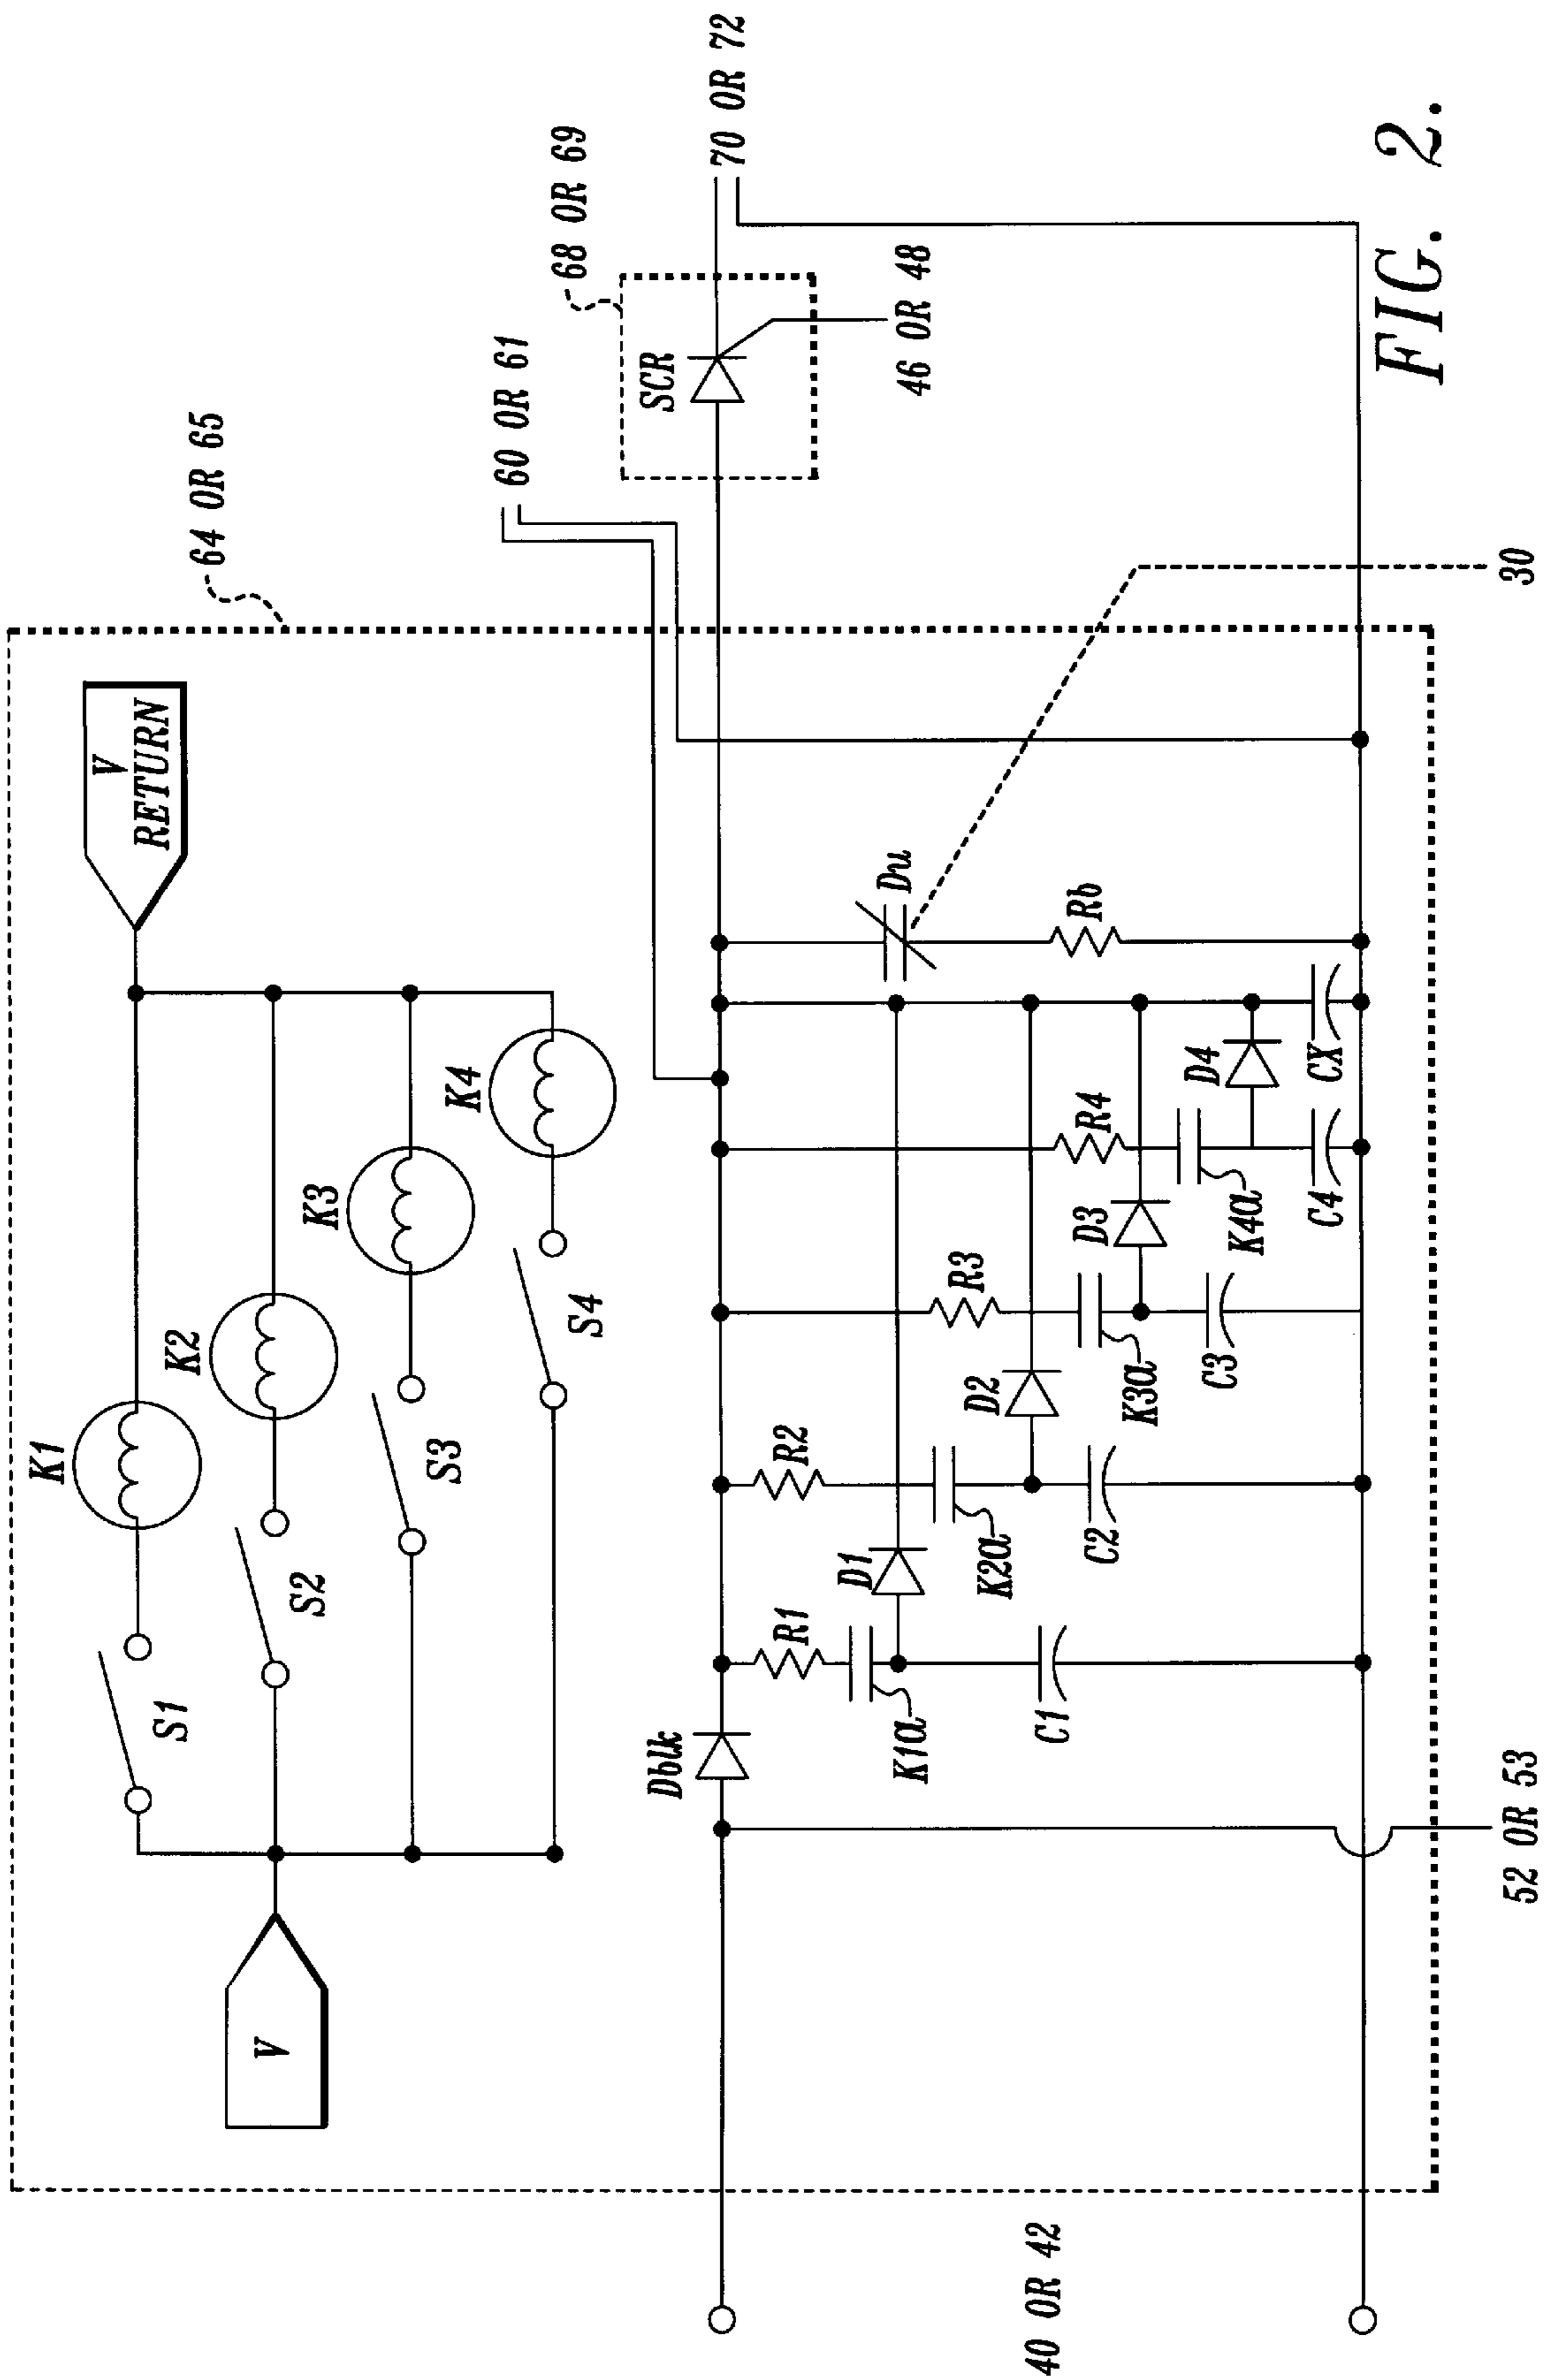 64 OR 65
V
V
RETURN
K1
K2
K3
K4
S1
S2
S3
S4
60 OR 61
68 OR 69
SCR
70 OR 72
46 OR 48
Dblk
R1
R2
R3
R4
D1
D2
D3
D4
K1a
K2a
K3a
K4a
C1
C2
C3
C4
CX
Du
Rb
30
40 OR 42
52 OR 53
FIG. 2.